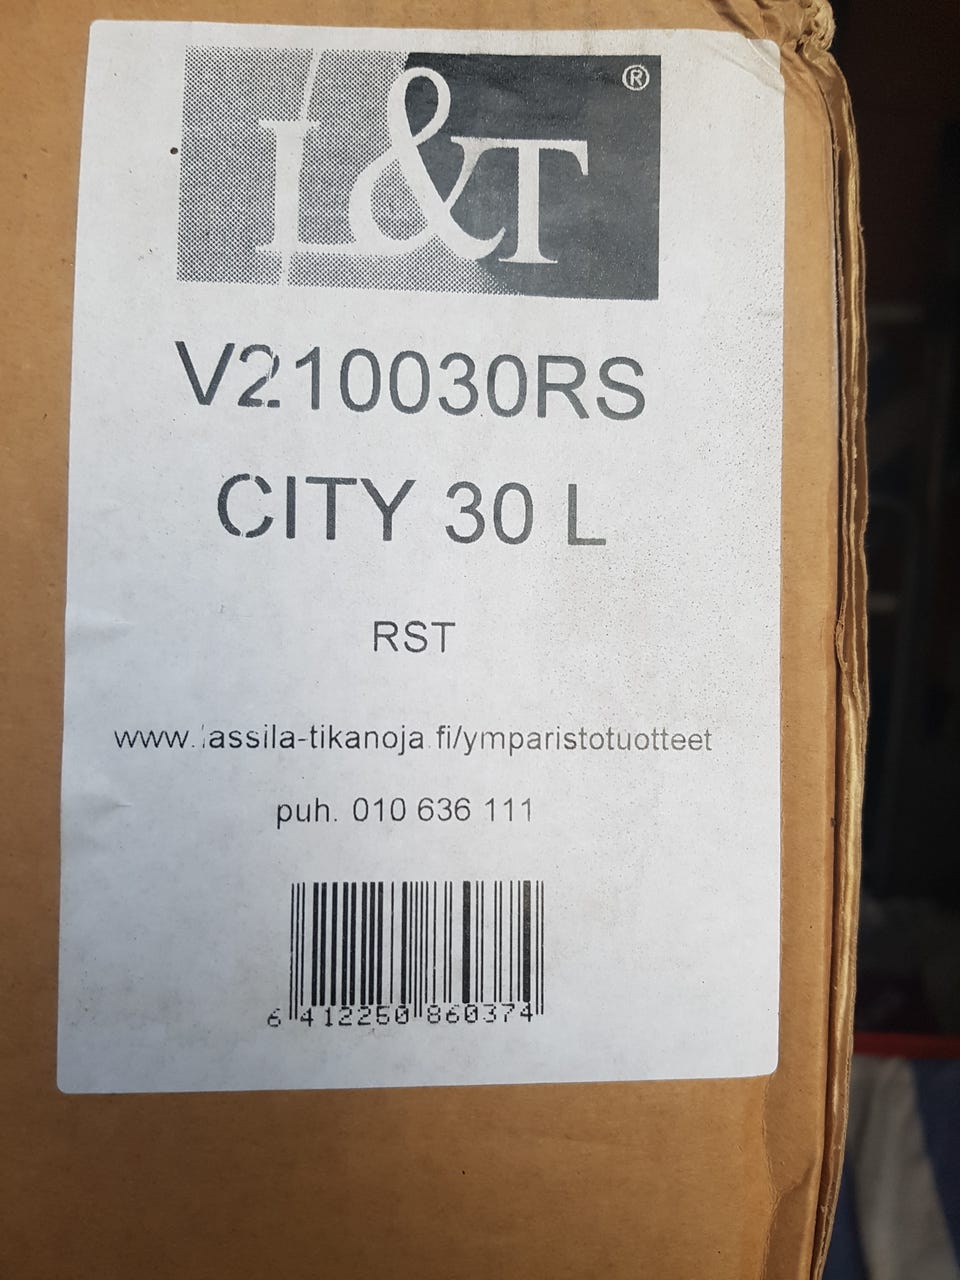 L&T®
V210030RS
CITY 30 L
RST
www.lassila-tikanoja.fi/ymparistotuotteet
puh. 010 636 111
6 412250 860374